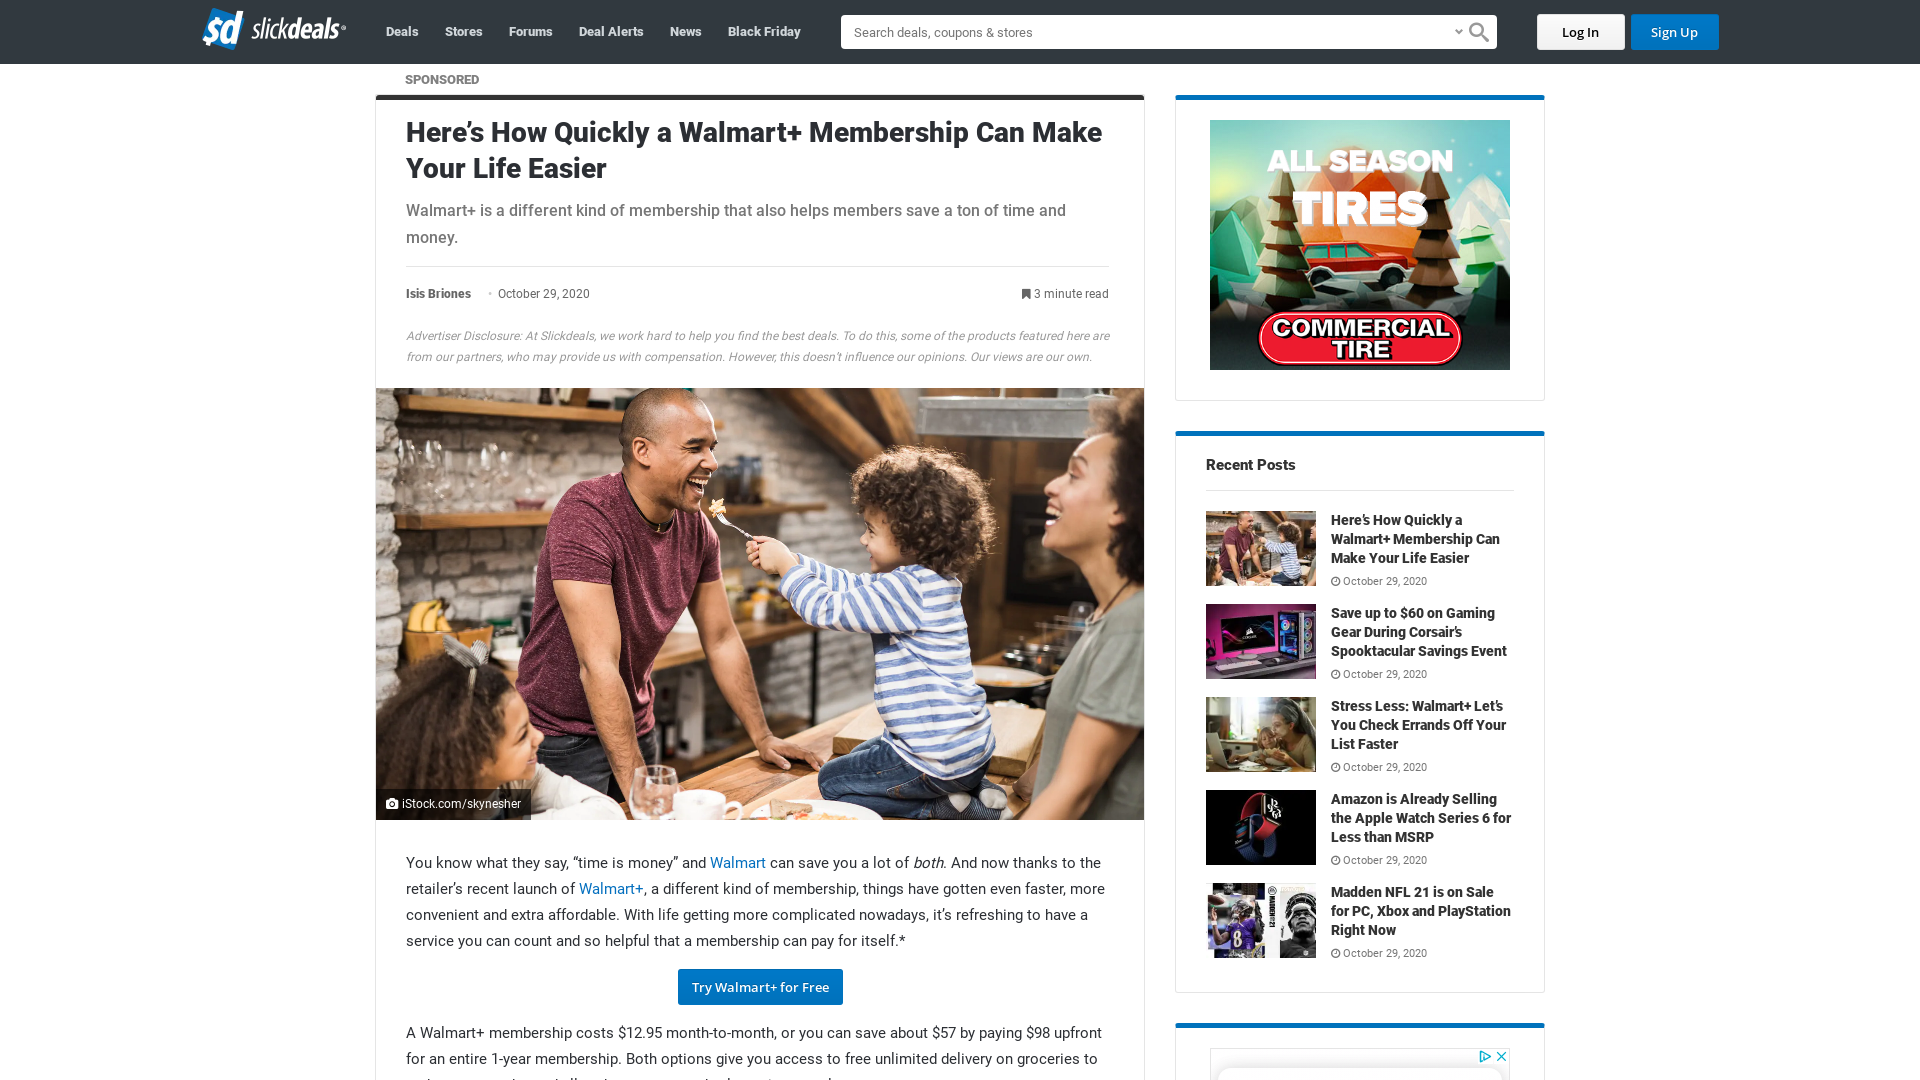 $d slickdeals
Deals Stores Forums Deal Alerts News Black Friday
Search deals, coupons & stores
Log In Sign Up
SPONSORED
Here’s How Quickly a Walmart+ Membership Can Make
Your Life Easier
Walmart+ is a different kind of membership that also helps members save a ton of time and
money.
Isis Briones • October 29, 2020 3 minute read
Advertiser Disclosure: At Slickdeals, we work hard to help you find the best deals. To do this, some of the products featured here are
from our partners, who may provide us with compensation. However, this doesn’t influence our opinions. Our views are our own.
iStock.com/skynesher
You know what they say, “time is money” and Walmart can save you a lot of both. And now thanks to the
retailer’s recent launch of Walmart+, a different kind of membership, things have gotten even faster, more
convenient and extra affordable. With life getting more complicated nowadays, it’s refreshing to have a
service you can count and so helpful that a membership can pay for itself.*
Try Walmart+ for Free
A Walmart+ membership costs $12.95 month-to-month, or you can save about $57 by paying $98 upfront
for an entire 1-year membership. Both options give you access to free unlimited delivery on groceries to
ALL SEASON
TIRES
COMMERCIAL
TIRE
Recent Posts
Here’s How Quickly a
Walmart+ Membership Can
Make Your Life Easier
October 29, 2020
Save up to $60 on Gaming
Gear During Corsair’s
Spooktacular Savings Event
October 29, 2020
Stress Less: Walmart+ Let’s
You Check Errands Off Your
List Faster
October 29, 2020
Amazon is Already Selling
the Apple Watch Series 6 for
Less than MSRP
October 29, 2020
Madden NFL 21 is on Sale
for PC, Xbox and PlayStation
Right Now
October 29, 2020